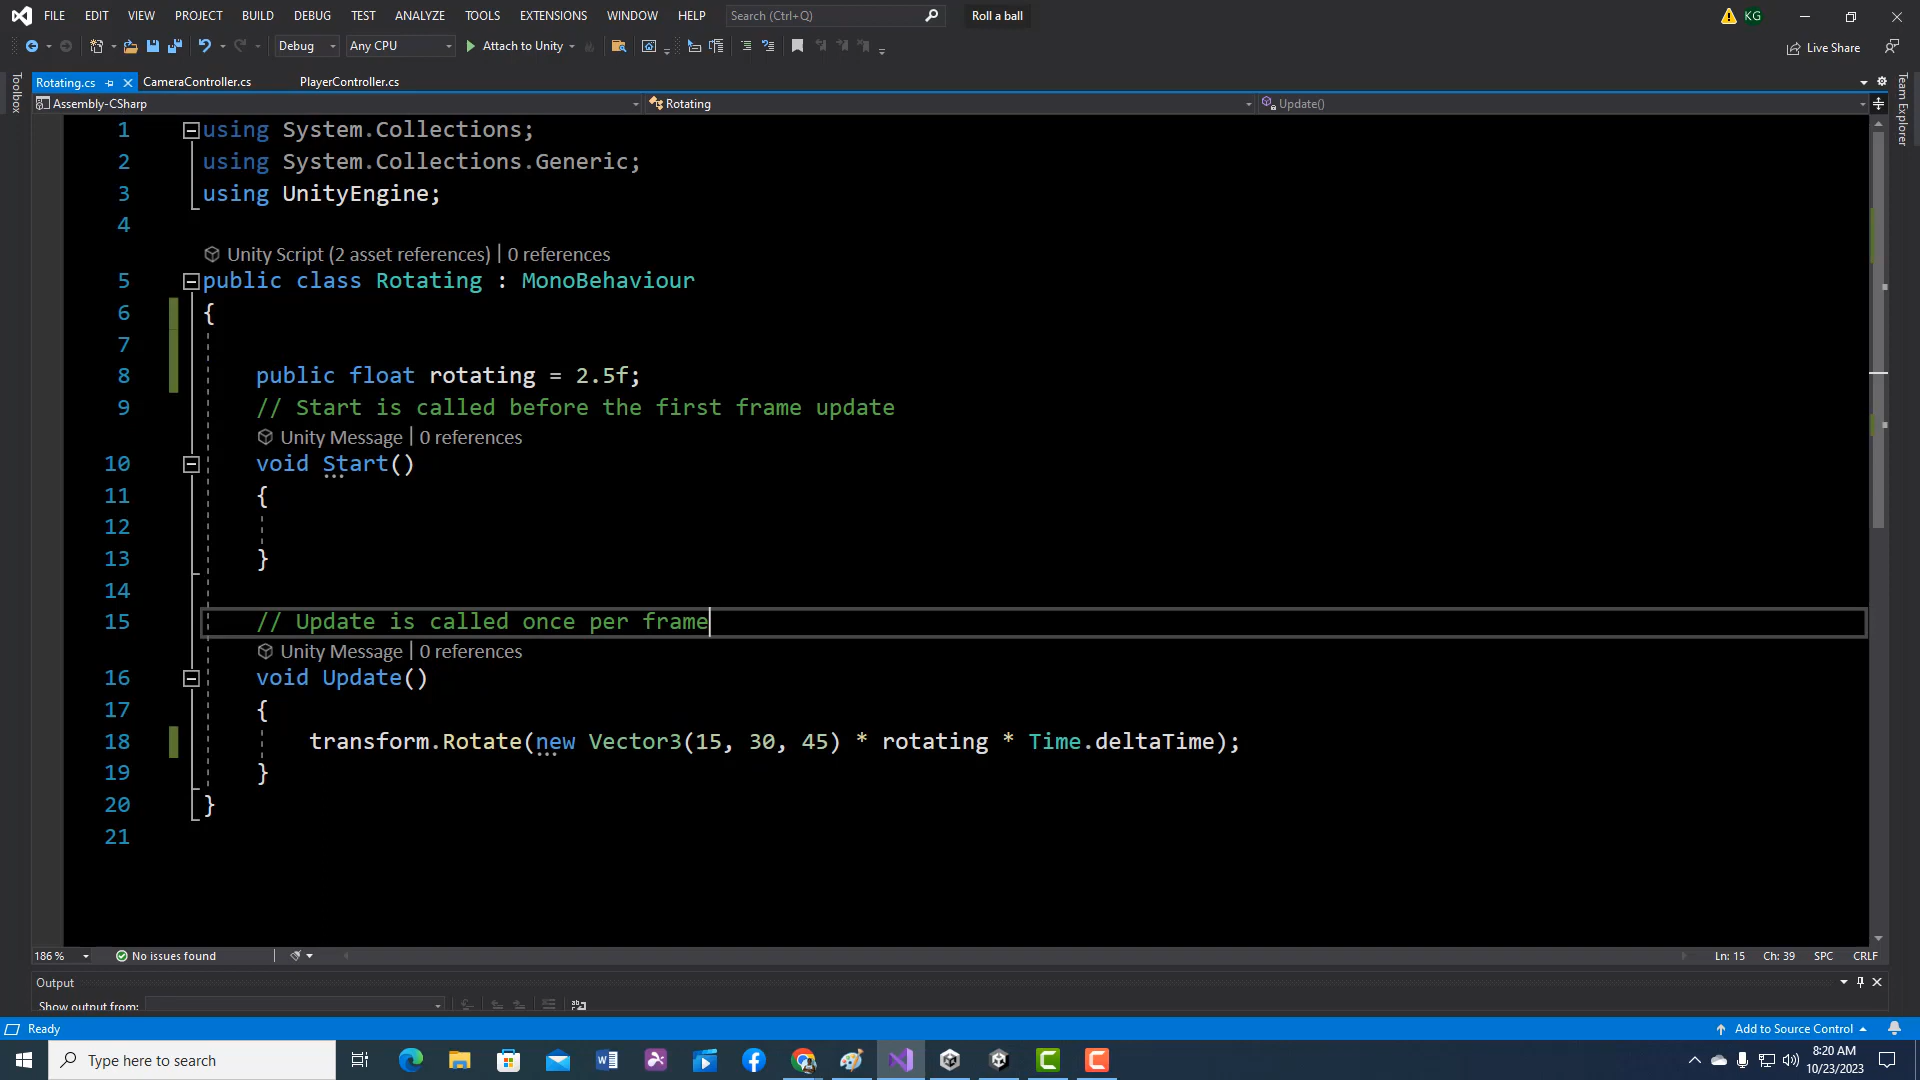 FILE EDIT VIEW PROJECT BUILD DEBUG TEST ANALYZE TOOLS EXTENSIONS WINDOW HELP Search (Ctrl+Q) Roll a ball KG
Debug Any CPU Attach to Unity Live Share
Toolbox
Team Explorer
Rotating.cs CameraController.cs PlayerController.cs
Assembly-CSharp Rotating Update()
1 using System.Collections;
2 using System.Collections.Generic;
3 using UnityEngine;
4
Unity Script (2 asset references) | 0 references
5 public class Rotating : MonoBehaviour
6 {
7
8 public float rotating = 2.5f;
9 // Start is called before the first frame update
Unity Message | 0 references
10 void Start()
11 {
12
13 }
14
15 // Update is called once per frame
Unity Message | 0 references
16 void Update()
17 {
18 transform.Rotate(new Vector3(15, 30, 45) * rotating * Time.deltaTime);
19 }
20 }
21
186 % No issues found Ln: 15 Ch: 39 SPC CRLF
Output
Show output from:
Ready Add to Source Control
Type here to search 8:20 AM
10/23/2023